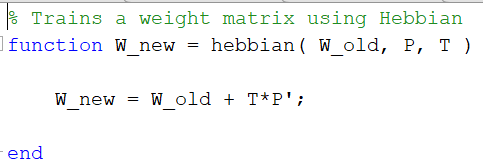 % Trains a weight matrix using Hebbian
function W_new = hebbian( W_old, P, T )
W_new = W_old + T*P';
end